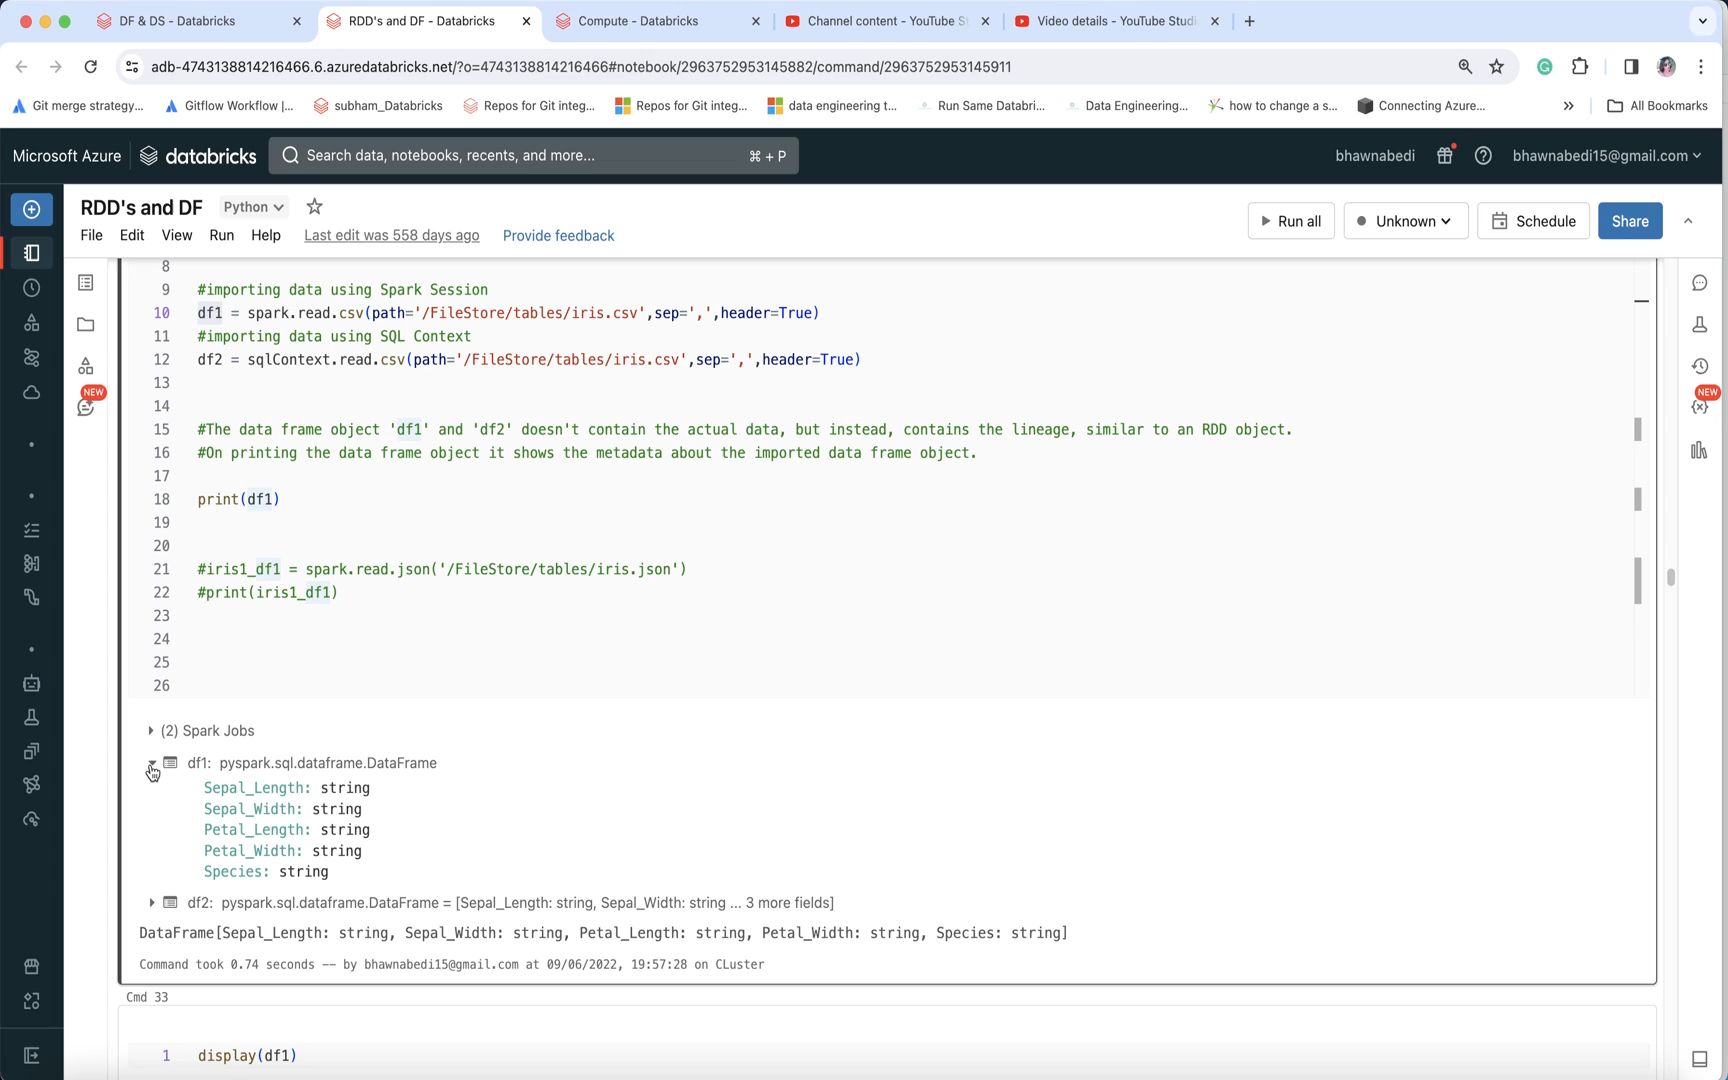 DF & DS - Databricks
RDD's and DF - Databricks
Compute - Databricks
Channel content - YouTube S
Video details - YouTube Studi
adb-4743138814216466.6.azuredatabricks.net/?o=4743138814216466#notebook/2963752953145882/command/2963752953145911
Git merge strategy...
Gitflow Workflow |...
subham_Databricks
Repos for Git integ...
Repos for Git integ...
data engineering t...
Run Same Databri...
Data Engineering...
how to change a s...
Connecting Azure...
»
All Bookmarks
Microsoft Azure
databricks
Search data, notebooks, recents, and more...
⌘ + P
bhawnabedi
bhawnabedi15@gmail.com
RDD's and DF
Python
Run all
Unknown
Schedule
Share
File Edit View Run Help
Last edit was 558 days ago
Provide feedback
NEW
NEW
8
9 #importing data using Spark Session
10 df1 = spark.read.csv(path='/FileStore/tables/iris.csv',sep=',',header=True)
11 #importing data using SQL Context
12 df2 = sqlContext.read.csv(path='/FileStore/tables/iris.csv',sep=',',header=True)
13
14
15 #The data frame object 'df1' and 'df2' doesn't contain the actual data, but instead, contains the lineage, similar to an RDD object.
16 #On printing the data frame object it shows the metadata about the imported data frame object.
17
18 print(df1)
19
20
21 #iris1_df1 = spark.read.json('/FileStore/tables/iris.json')
22 #print(iris1_df1)
23
24
25
26
(2) Spark Jobs
df1: pyspark.sql.dataframe.DataFrame
Sepal_Length: string
Sepal_Width: string
Petal_Length: string
Petal_Width: string
Species: string
df2: pyspark.sql.dataframe.DataFrame = [Sepal_Length: string, Sepal_Width: string ... 3 more fields]
DataFrame[Sepal_Length: string, Sepal_Width: string, Petal_Length: string, Petal_Width: string, Species: string]
Command took 0.74 seconds -- by bhawnabedi15@gmail.com at 09/06/2022, 19:57:28 on CLuster
Cmd 33
1 display(df1)